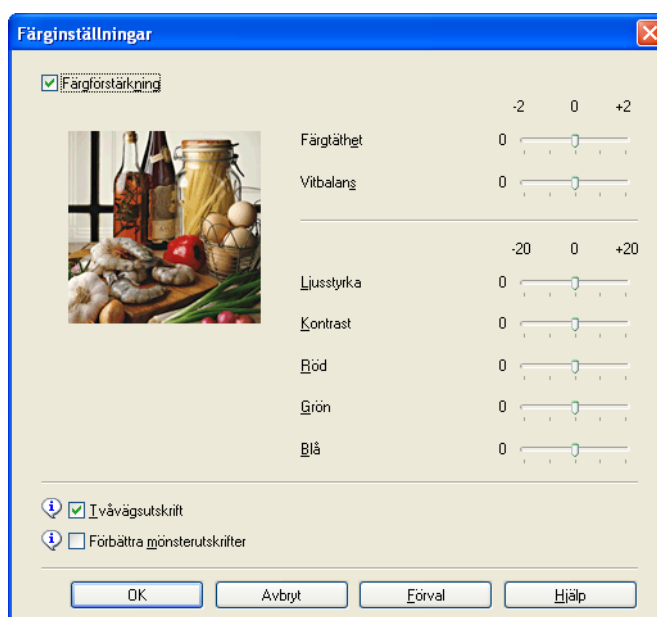 Färginställningar
Färgförstärkning
-2 0 +2
Färgtäthet 0
Vitbalans 0
-20 0 +20
Ljusstyrka 0
Kontrast 0
Röd 0
Grön 0
Blå 0
Tvåvägsutskrift
Förbättra mönsterutskrifter
OK Avbryt Förval Hjälp